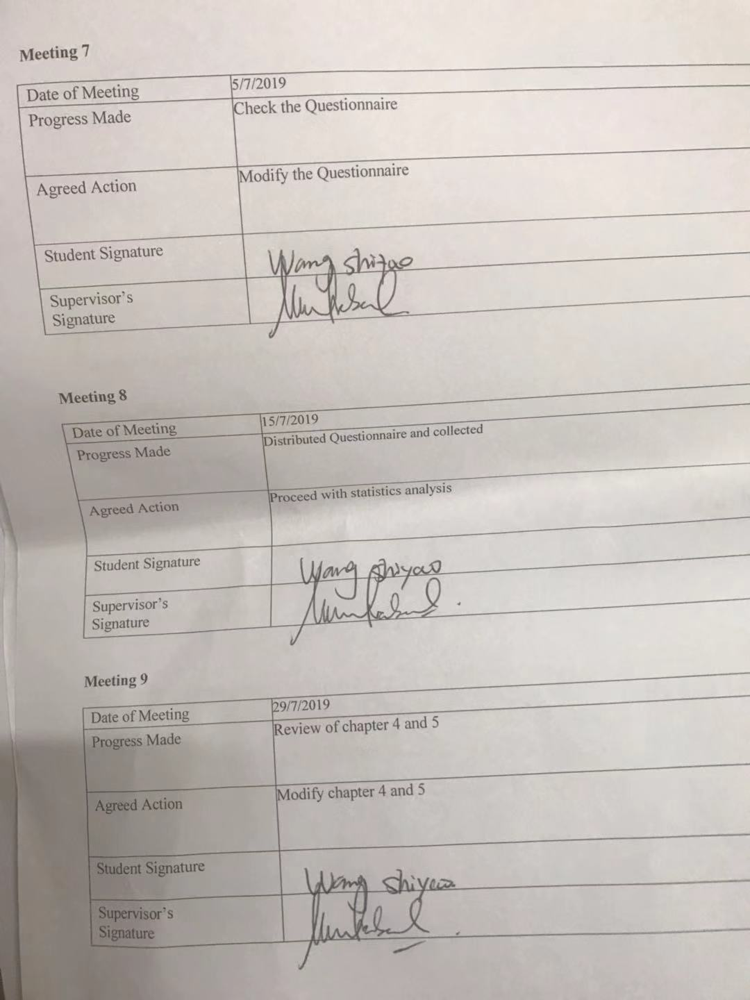 Meeting 7
Date of Meeting 5/7/2019
Progress Made Check the Questionnaire
Agreed Action Modify the Questionnaire
Student Signature Wang shiyao
Supervisor's
Signature
Meeting 8
Date of Meeting 15/7/2019
Progress Made Distributed Questionnaire and collected
Agreed Action Proceed with statistics analysis
Student Signature Wang shiyao
Supervisor's
Signature
Meeting 9
Date of Meeting 29/7/2019
Progress Made Review of chapter 4 and 5
Agreed Action Modify chapter 4 and 5
Student Signature Wang shiyao
Supervisor's
Signature